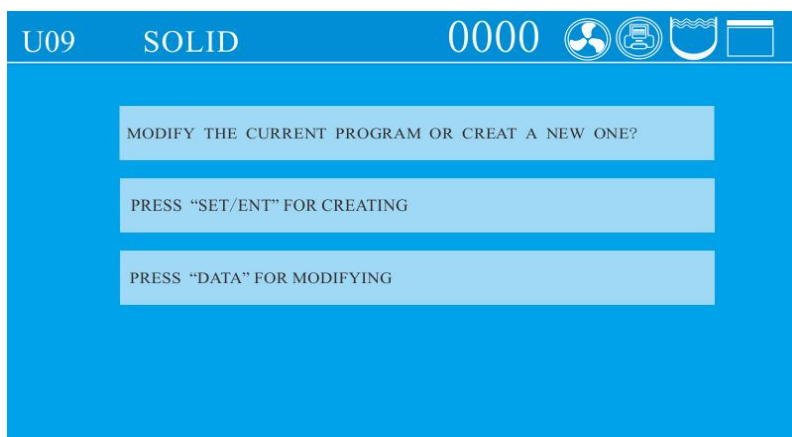 U09 SOLID 0000
MODIFY THE CURRENT PROGRAM OR CREAT A NEW ONE?
PRESS “SET/ENT” FOR CREATING
PRESS “DATA” FOR MODIFYING